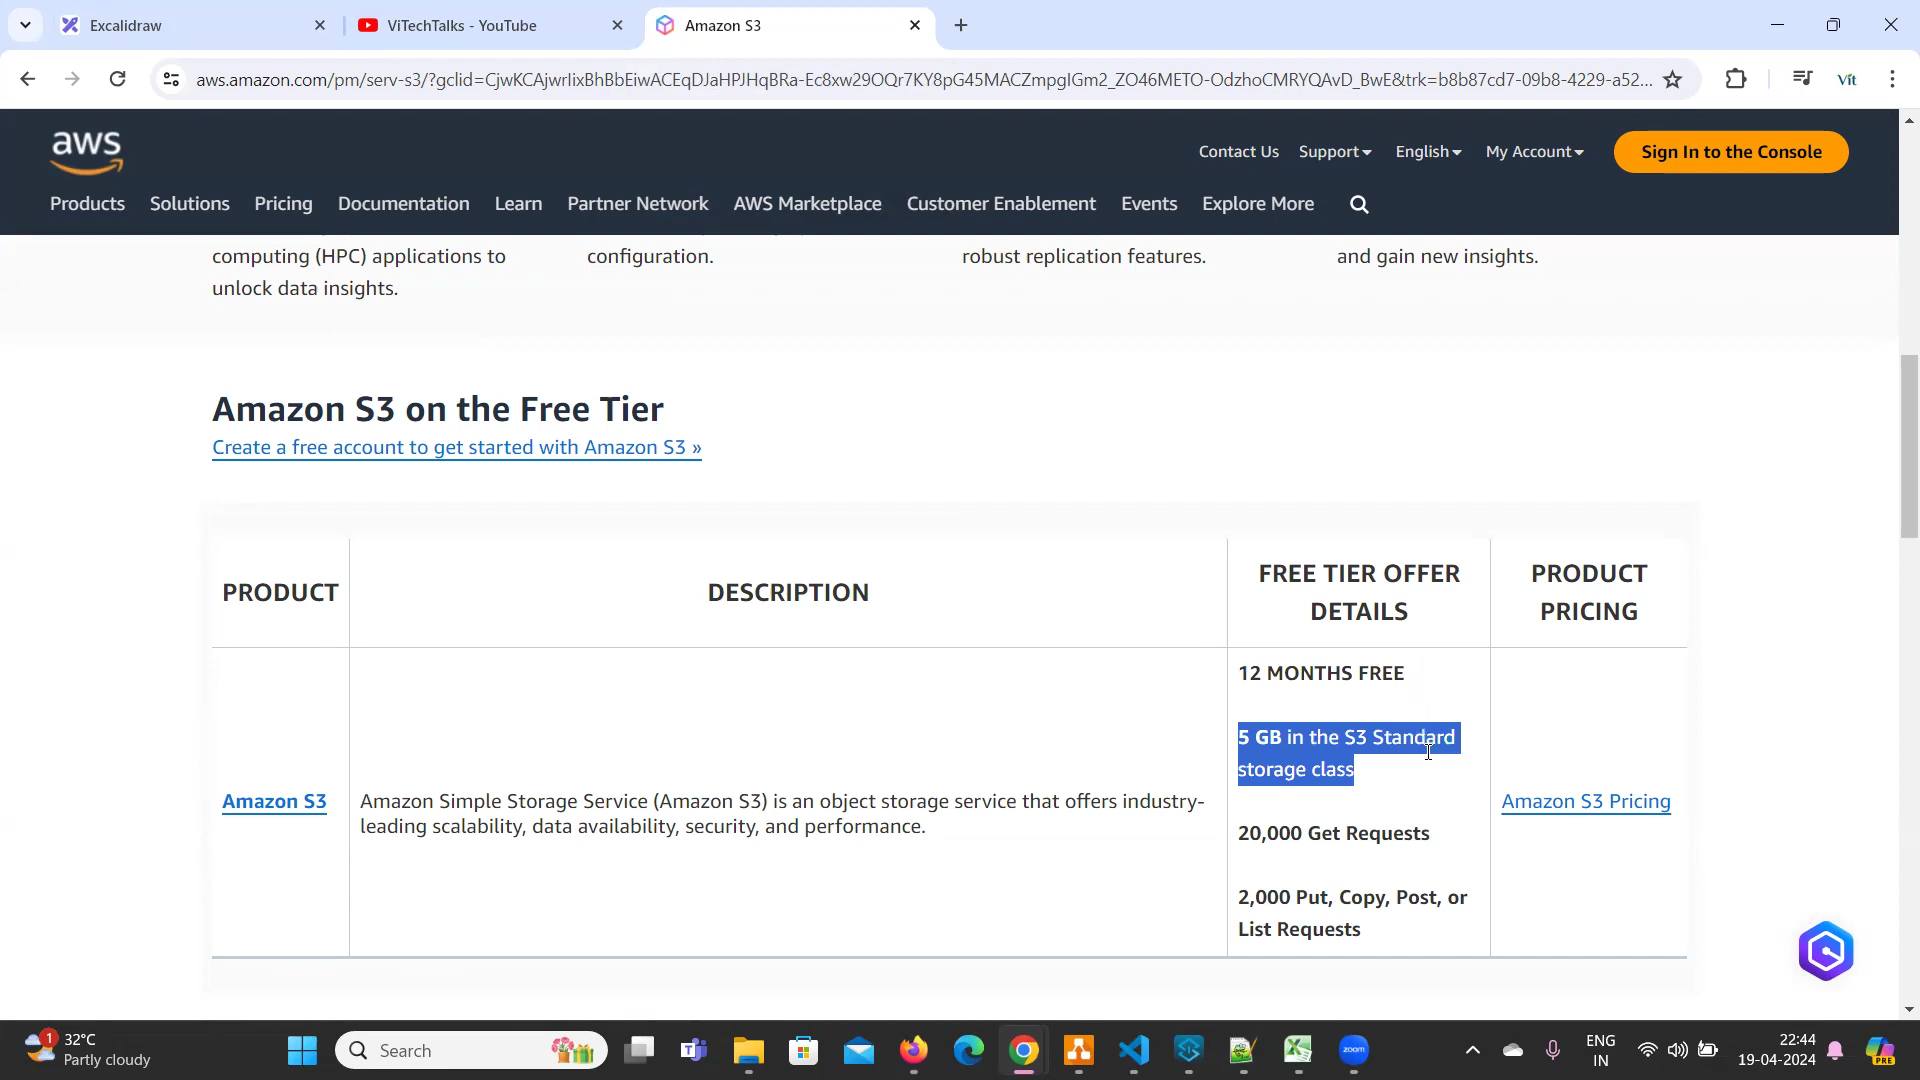 Excalidraw
ViTechTalks - YouTube
Amazon S3
aws.amazon.com/pm/serv-s3/?gclid=CjwKCAjwrIixBhBbEiwACEqDJaHPJHqBRa-Ec8xw29OQr7KY8pG45MACZmpgIGm2_ZO46METO-OdzhoCMRYQAvD_BwE&trk=b8b87cd7-09b8-4229-a52...
Vit
aws
Contact Us Support English My Account Sign In to the Console
Products Solutions Pricing Documentation Learn Partner Network AWS Marketplace Customer Enablement Events Explore More
computing (HPC) applications to
unlock data insights.
configuration.
robust replication features.
and gain new insights.
Amazon S3 on the Free Tier
Create a free account to get started with Amazon S3 »
PRODUCT
DESCRIPTION
FREE TIER OFFER
DETAILS
PRODUCT
PRICING
Amazon S3
Amazon Simple Storage Service (Amazon S3) is an object storage service that offers industry-
leading scalability, data availability, security, and performance.
12 MONTHS FREE
5 GB in the S3 Standard
storage class
20,000 Get Requests
2,000 Put, Copy, Post, or
List Requests
Amazon S3 Pricing
1
32°C
Partly cloudy
Search
zoom
ENG
IN
22:44
19-04-2024
PRE